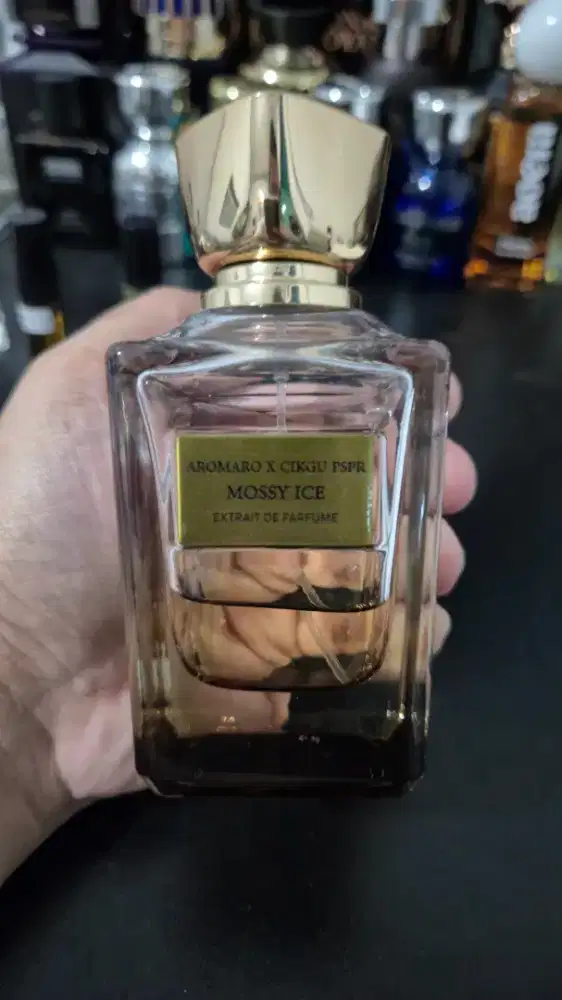 AROMARO X CIKGU PSPR
MOSSY ICE
EXTRAIT DE PARFUME